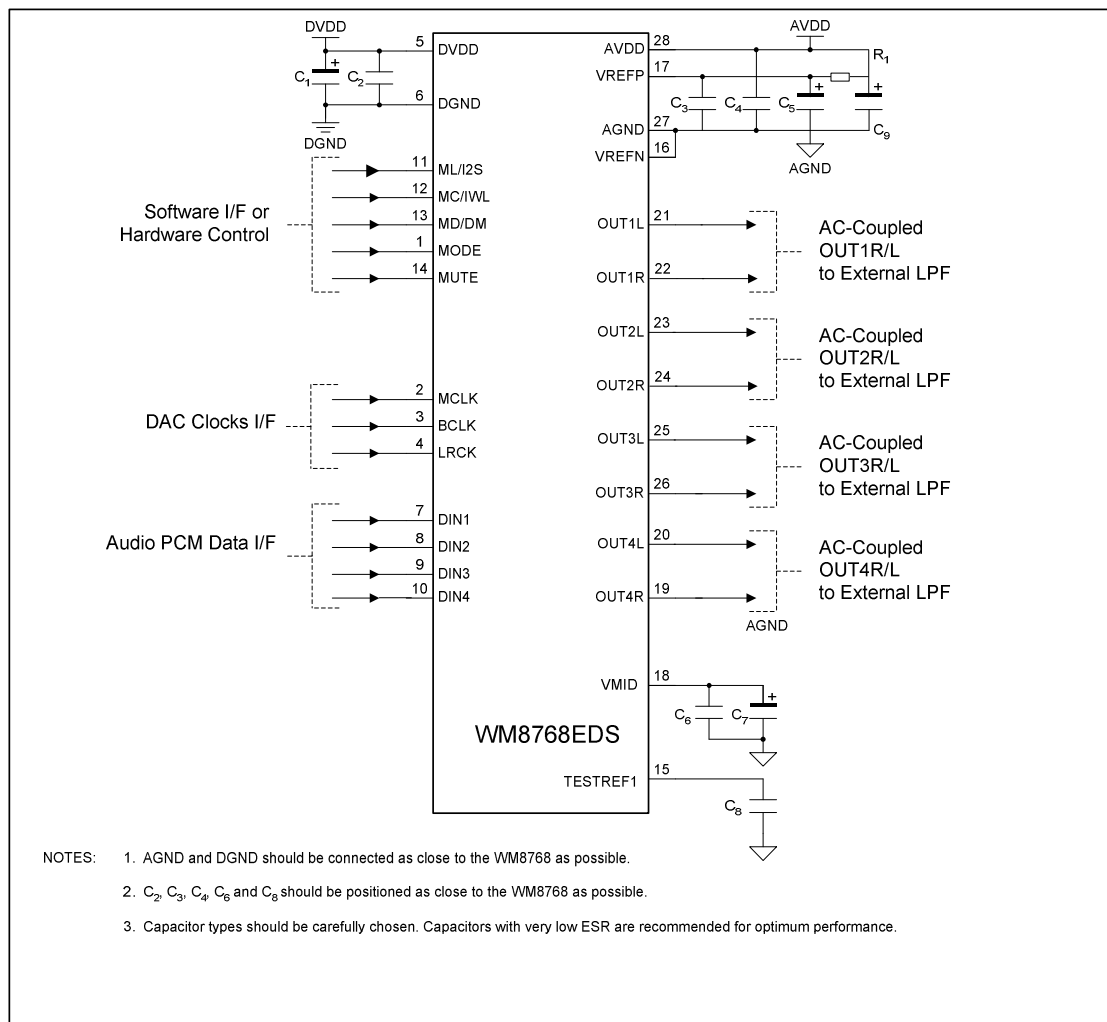 DVDD
C1 +
C2
DGND
5 DVDD
6 DGND
Software I/F or
Hardware Control
11 ML/I2S
12 MC/IWL
13 MD/DM
1 MODE
14 MUTE
DAC Clocks I/F
2 MCLK
3 BCLK
4 LRCK
Audio PCM Data I/F
7 DIN1
8 DIN2
9 DIN3
10 DIN4
WM8768EDS
AVDD 28
VREFP 17
AGND 27
VREFN 16
AVDD
R1
C3
C4
C5 +
+ C9
AGND
OUT1L 21
OUT1R 22
AC-Coupled
OUT1R/L
to External LPF
OUT2L 23
OUT2R 24
AC-Coupled
OUT2R/L
to External LPF
OUT3L 25
OUT3R 26
AC-Coupled
OUT3R/L
to External LPF
OUT4L 20
OUT4R 19
AC-Coupled
OUT4R/L
to External LPF
AGND
VMID 18
C6
C7 +
TESTREF1 15
C8
NOTES: 1. AGND and DGND should be connected as close to the WM8768 as possible.
2. C2, C3, C4, C6 and C8 should be positioned as close to the WM8768 as possible.
3. Capacitor types should be carefully chosen. Capacitors with very low ESR are recommended for optimum performance.